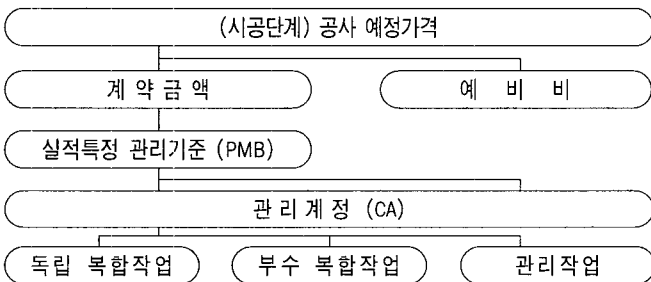 (시공단계) 공사 예정가격
계약금액 예비비
실적특정 관리기준 (PMB)
관리계정 (CA)
독립 복합작업 부수 복합작업 관리작업